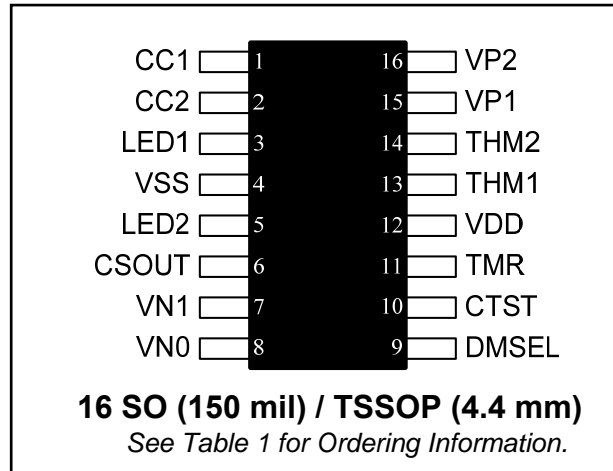 CC1 1 16 VP2
CC2 2 15 VP1
LED1 3 14 THM2
VSS 4 13 THM1
LED2 5 12 VDD
CSOUT 6 11 TMR
VN1 7 10 CTST
VN0 8 9 DMSEL
16 SO (150 mil) / TSSOP (4.4 mm)
See Table 1 for Ordering Information.